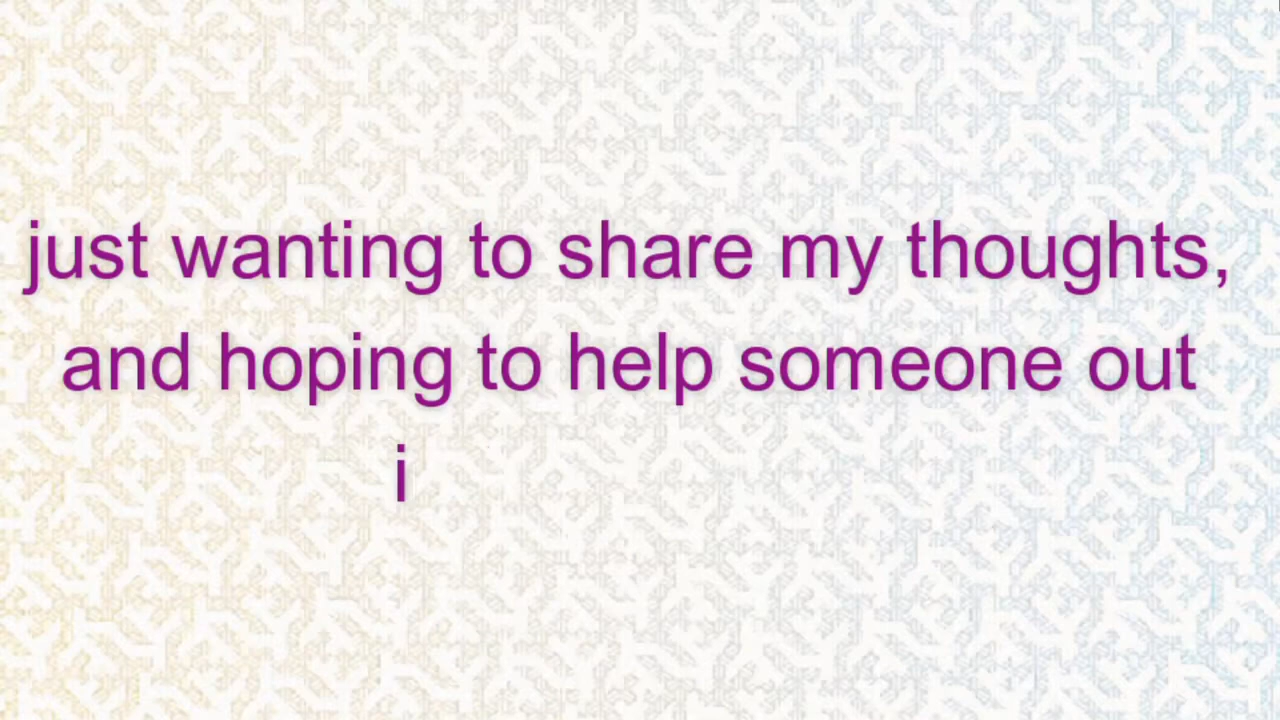 just wanting to share my thoughts,
and hoping to help someone out
i